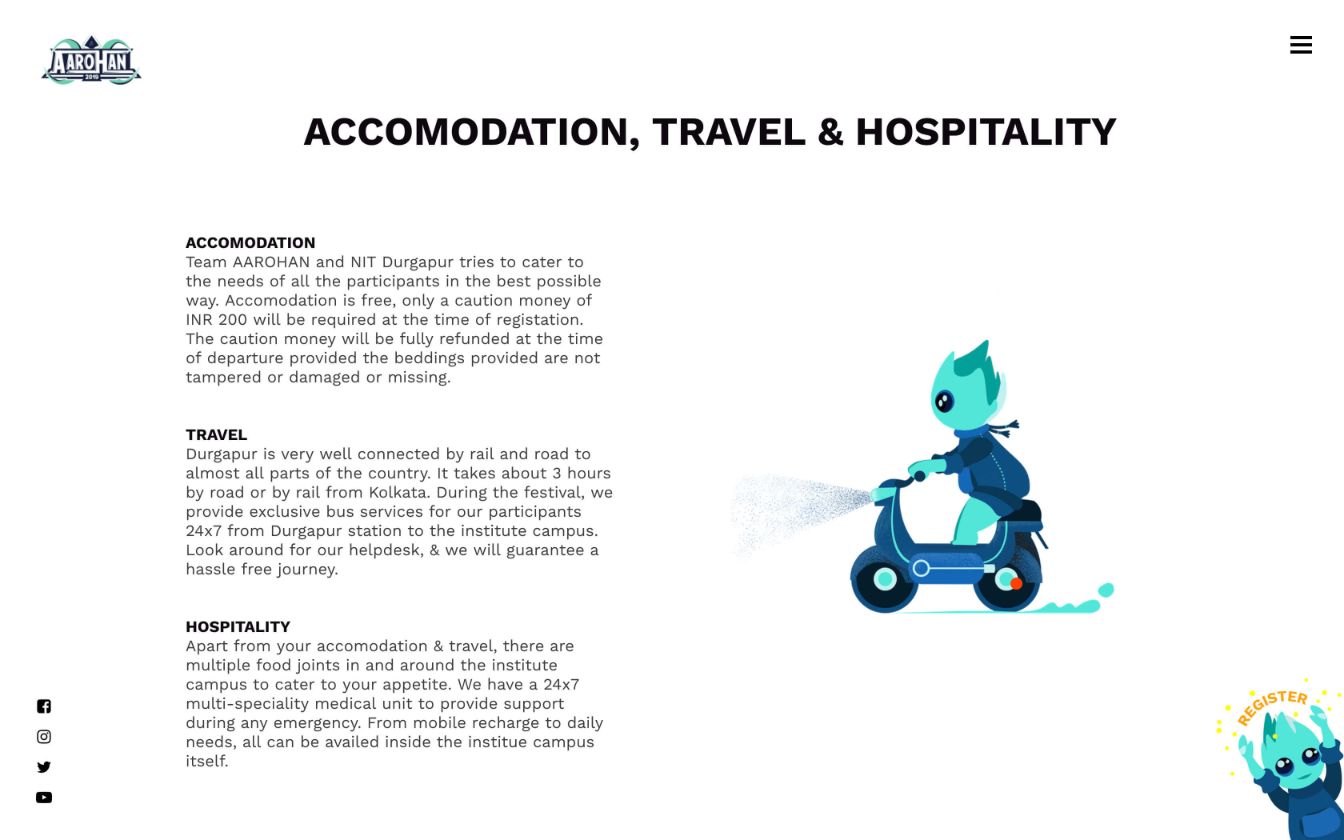 AAROHAN
2019
ACCOMODATION, TRAVEL & HOSPITALITY
ACCOMODATION
Team AAROHAN and NIT Durgapur tries to cater to
the needs of all the participants in the best possible
way. Accomodation is free, only a caution money of
INR 200 will be required at the time of registation.
The caution money will be fully refunded at the time
of departure provided the beddings provided are not
tampered or damaged or missing.
TRAVEL
Durgapur is very well connected by rail and road to
almost all parts of the country. It takes about 3 hours
by road or by rail from Kolkata. During the festival, we
provide exclusive bus services for our participants
24x7 from Durgapur station to the institute campus.
Look around for our helpdesk, & we will guarantee a
hassle free journey.
HOSPITALITY
Apart from your accomodation & travel, there are
multiple food joints in and around the institute
campus to cater to your appetite. We have a 24x7
multi-speciality medical unit to provide support
during any emergency. From mobile recharge to daily
needs, all can be availed inside the institue campus
itself.
REGISTER